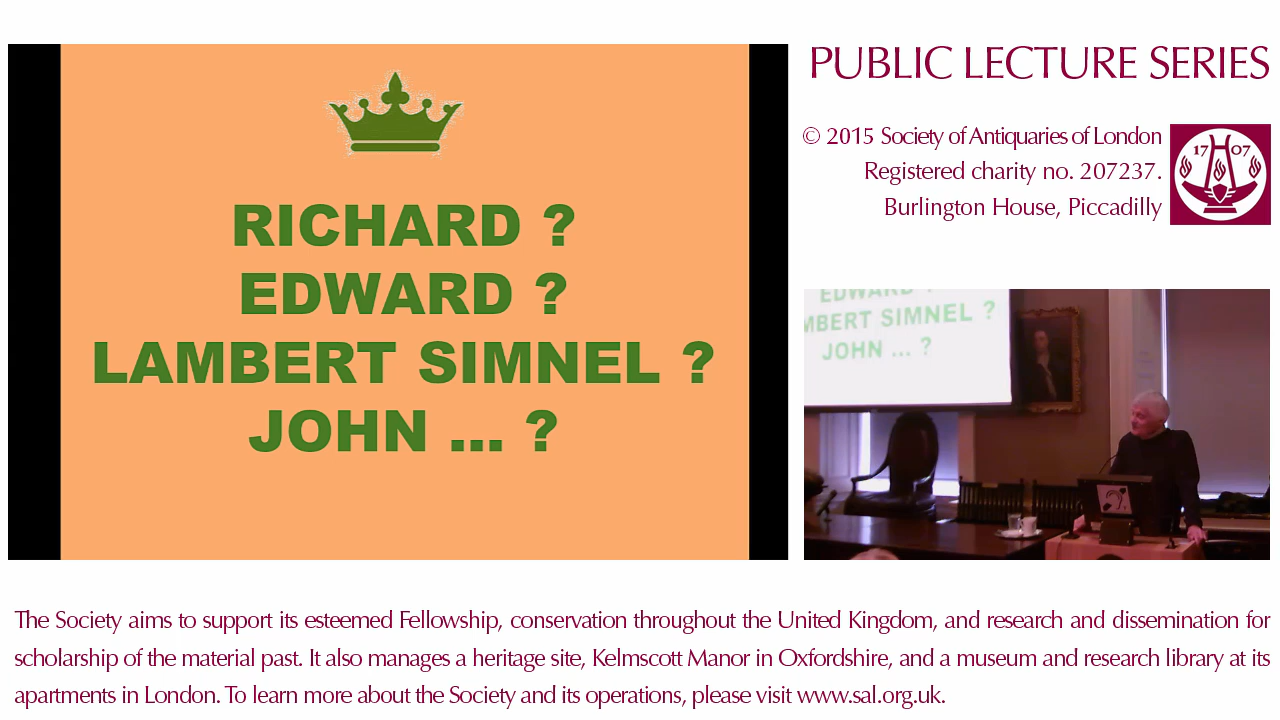 RICHARD ?
EDWARD ?
LAMBERT SIMNEL ?
JOHN ... ?
PUBLIC LECTURE SERIES
© 2015 Society of Antiquaries of London
Registered charity no. 207237.
Burlington House, Piccadilly
17 07
EDWARD ?
MBERT SIMNEL ?
JOHN ... ?
The Society aims to support its esteemed Fellowship, conservation throughout the United Kingdom, and research and dissemination for
scholarship of the material past. It also manages a heritage site, Kelmscott Manor in Oxfordshire, and a museum and research library at its
apartments in London. To learn more about the Society and its operations, please visit www.sal.org.uk.